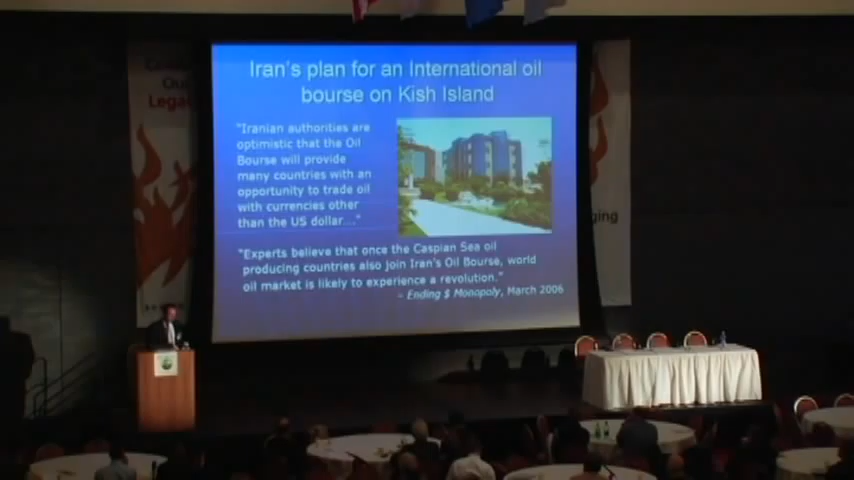 Iran's plan for an International oil
bourse on Kish Island
"Iranian authorities are
optimistic that the Oil
Bourse will provide
many countries with an
opportunity to trade oil
with currencies other
than the US dollar..."
"Experts believe that once the Caspian Sea oil
producing countries also join Iran's Oil Bourse, world
oil market is likely to experience a revolution."
– Ending $ Monopoly, March 2006
Ou
Lega
ging